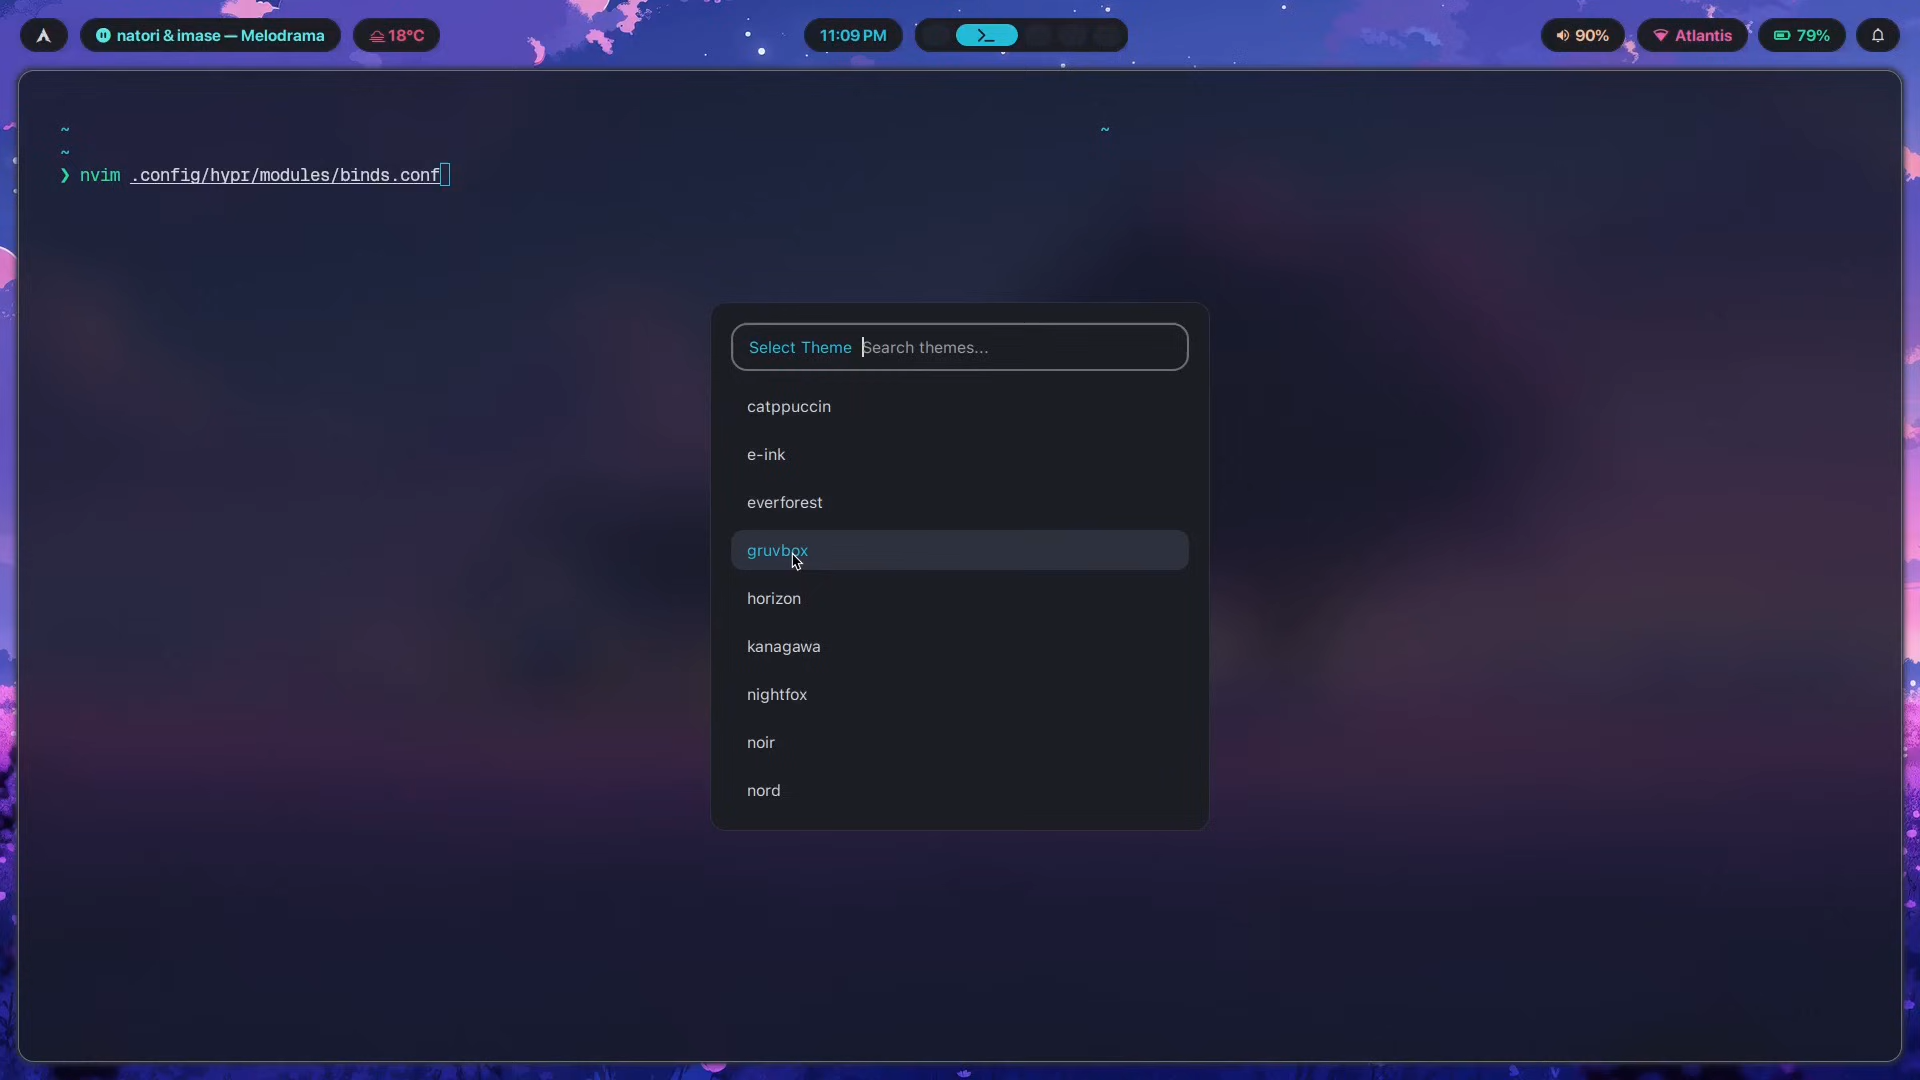 natori & imase — Melodrama
18°C
11:09 PM
90%
Atlantis
79%
~ ~
~
❯ nvim .config/hypr/modules/binds.conf
Select Theme Search themes...
catppuccin
e-ink
everforest
gruvbox
horizon
kanagawa
nightfox
noir
nord